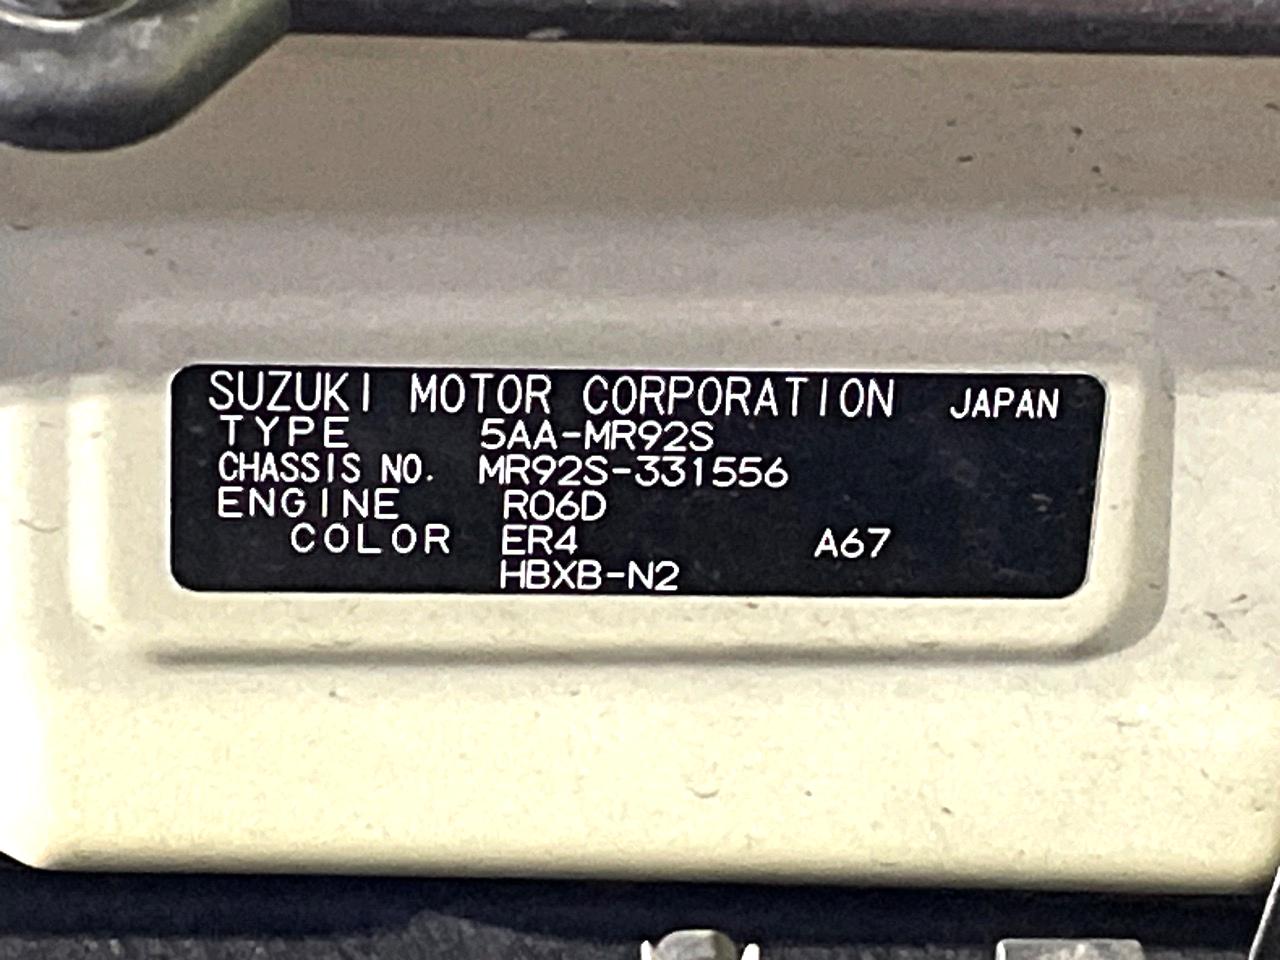 SUZUKI MOTOR CORPORATION JAPAN
TYPE 5AA-MR92S
CHASSIS NO. MR92S-331556
ENGINE R06D
COLOR ER4 A67
HBXB-N2